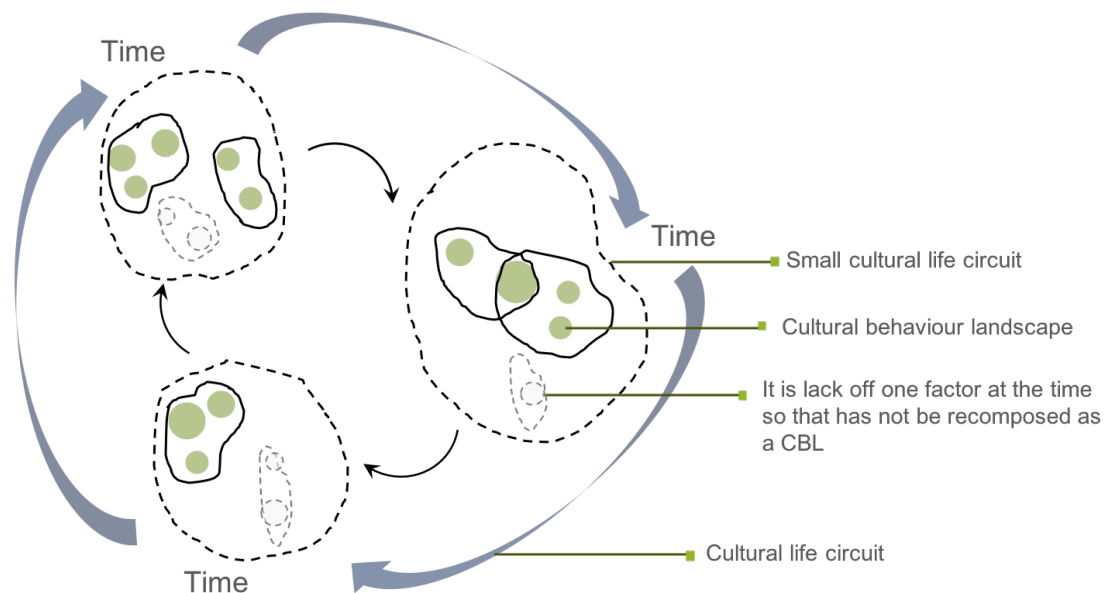 Time
Time
Small cultural life circuit
Cultural behaviour landscape
It is lack off one factor at the time
so that has not be recomposed as
a CBL
Cultural life circuit
Time